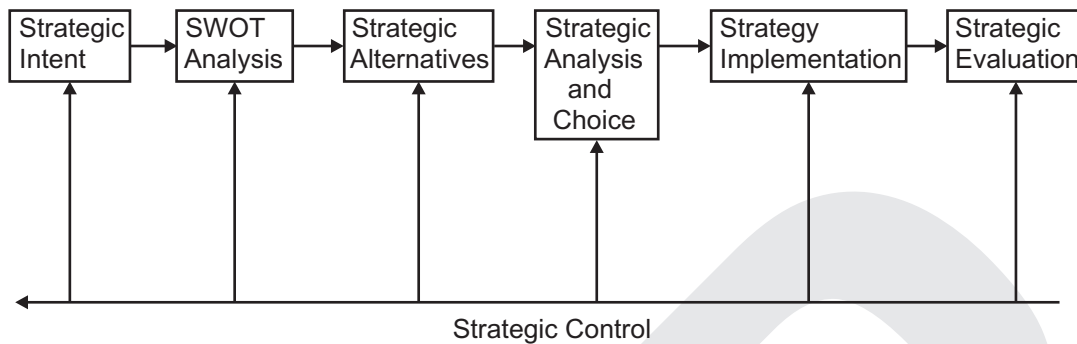 Strategic
Intent
SWOT
Analysis
Strategic
Alternatives
Strategic
Analysis
and
Choice
Strategy
Implementation
Strategic
Evaluation
Strategic Control